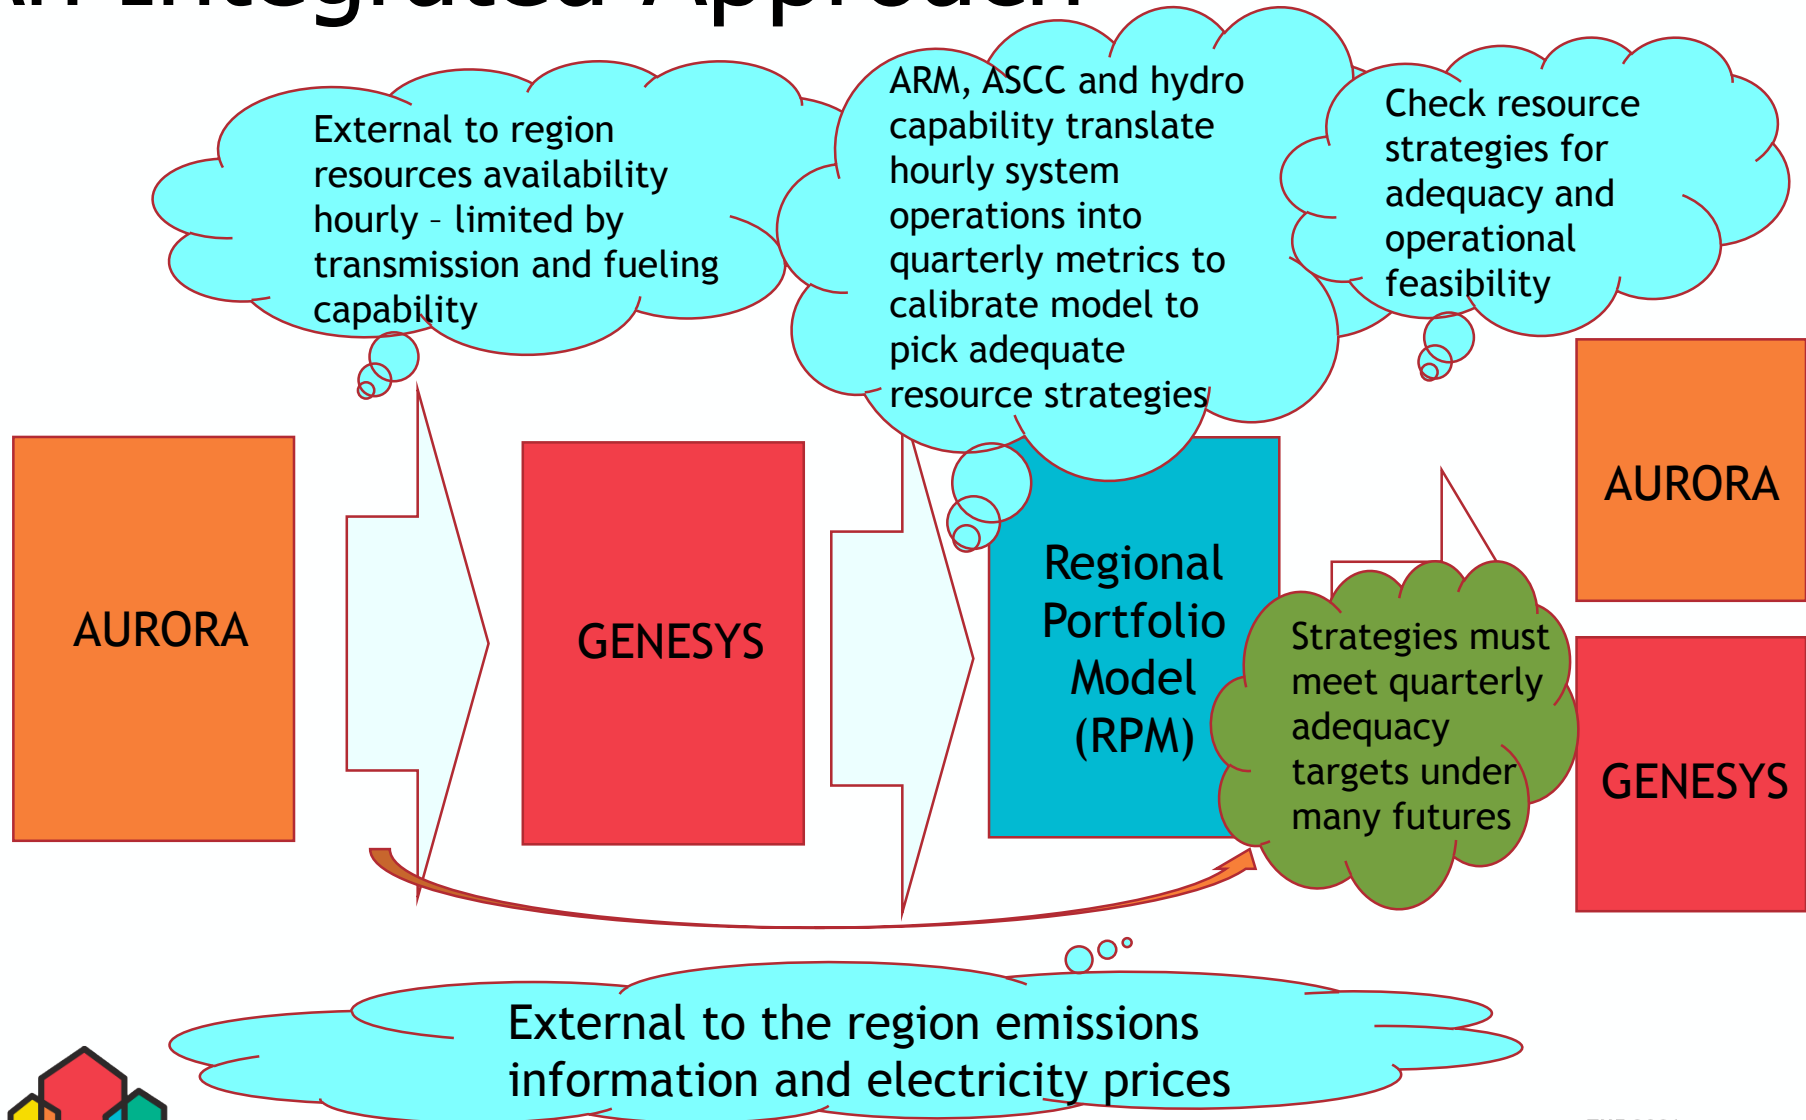 An Integrated Approach
External to region
resources availability
hourly – limited by
transmission and fueling
capability
ARM, ASCC and hydro
capability translate
hourly system
operations into
quarterly metrics to
calibrate model to
pick adequate
resource strategies
Check resource
strategies for
adequacy and
operational
feasibility
AURORA
GENESYS
Regional
Portfolio
Model
(RPM)
Strategies must
meet quarterly
adequacy
targets under
many futures
AURORA
GENESYS
External to the region emissions
information and electricity prices